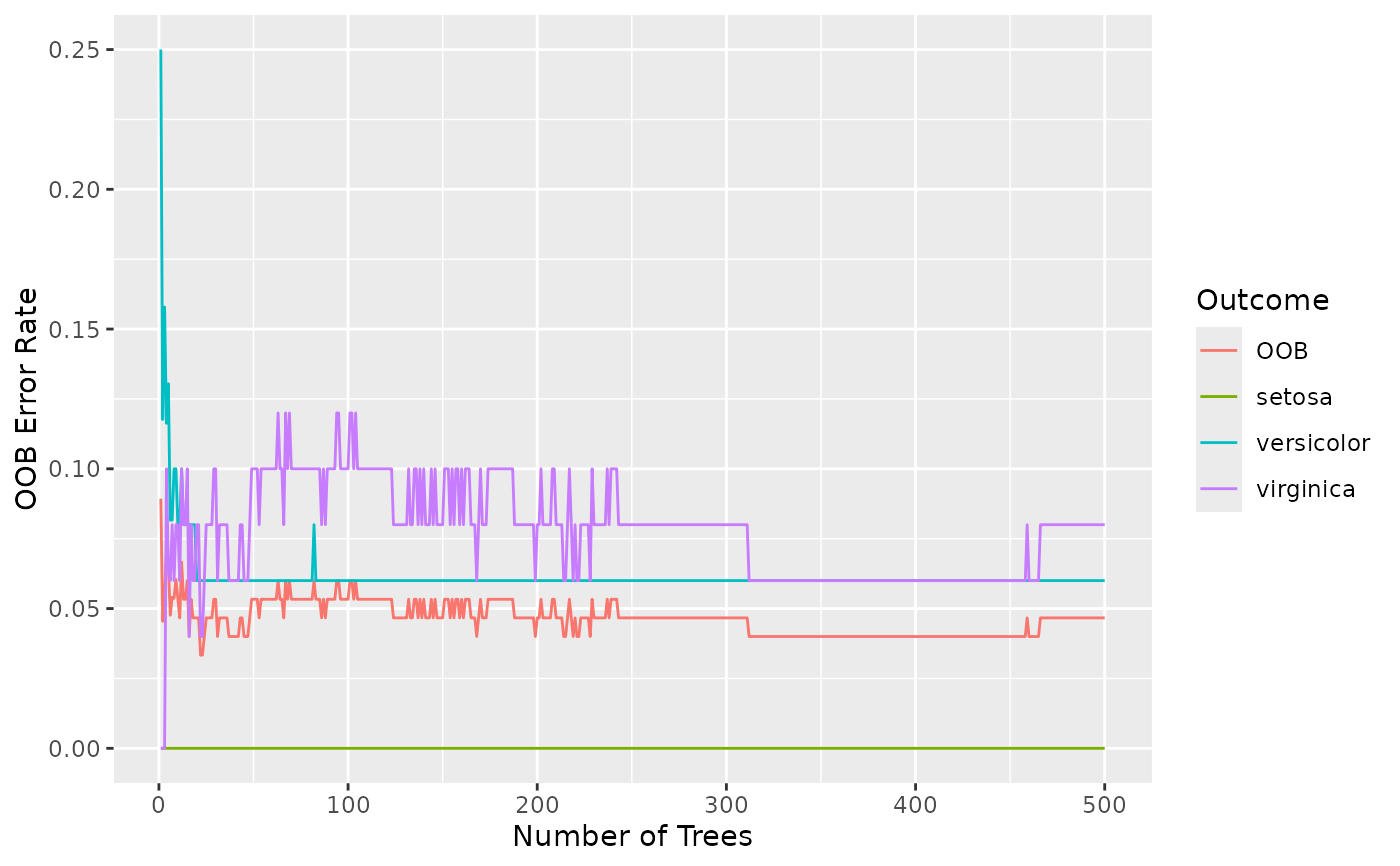 0.25
0.20
0.15
0.10
0.05
0.00
OOB Error Rate
0 100 200 300 400 500
Number of Trees
Outcome
OOB
setosa
versicolor
virginica